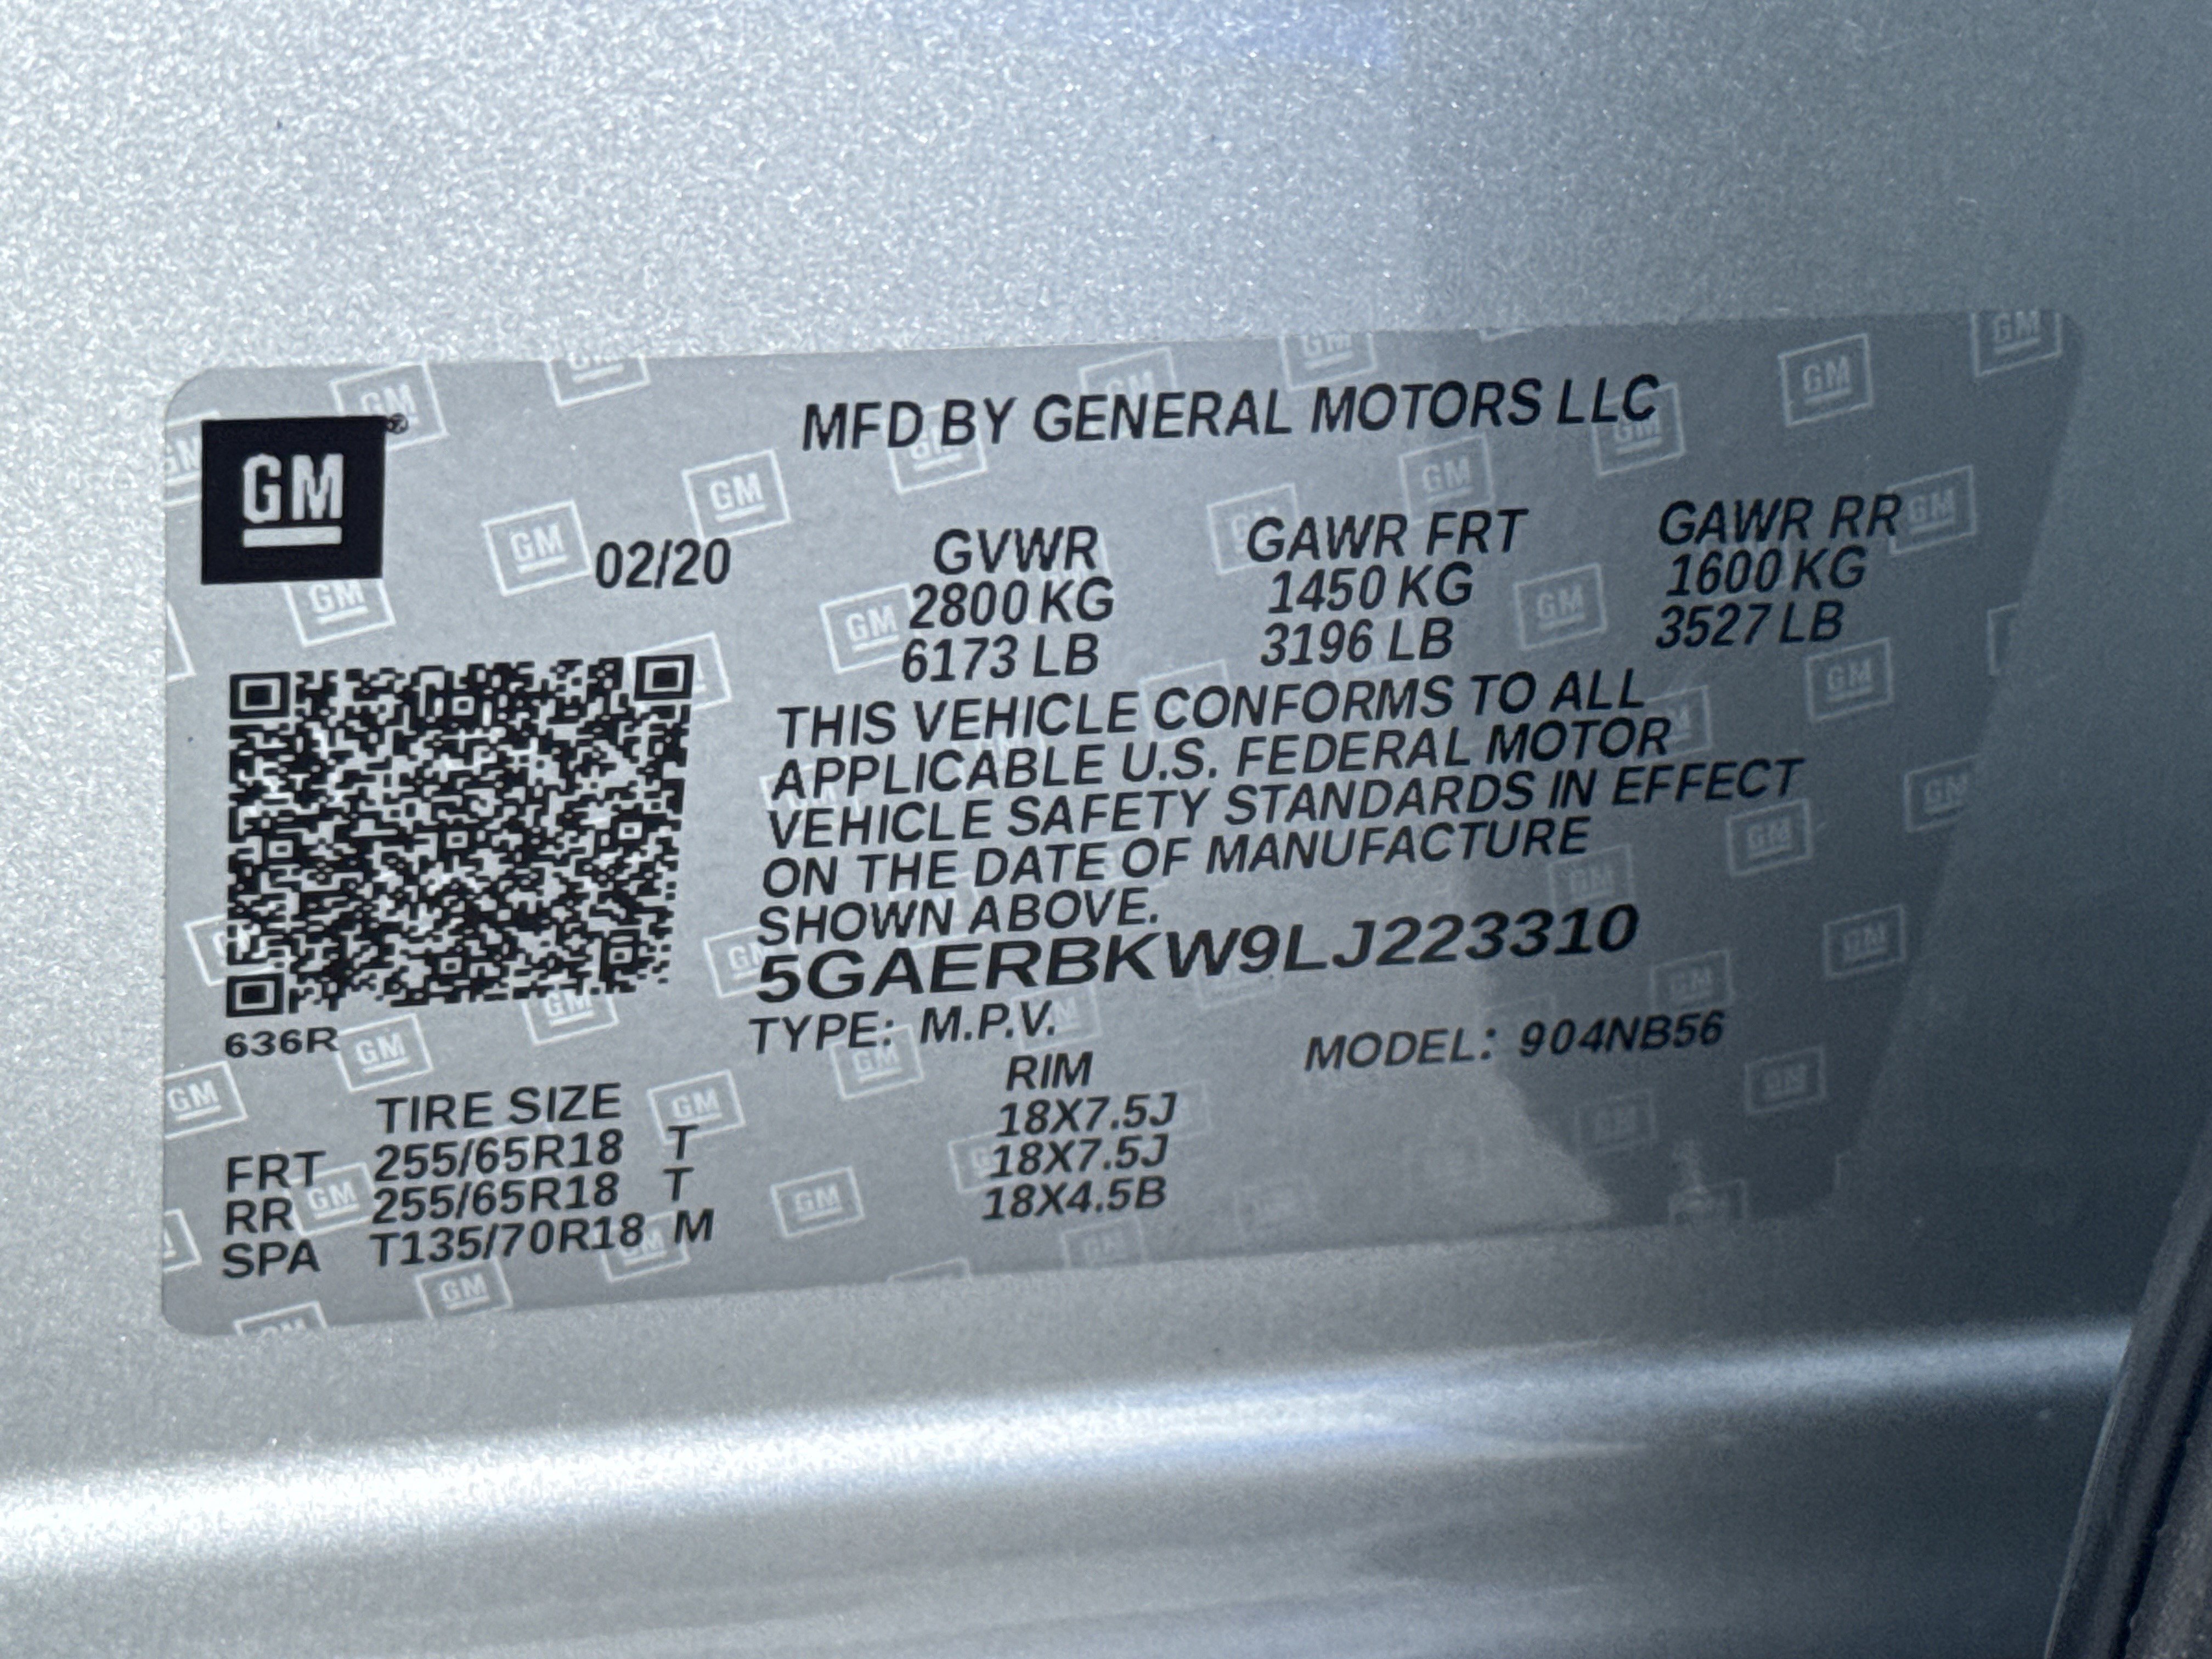 GM
MFD BY GENERAL MOTORS LLC
02/20
GVWR GAWR FRT GAWR RR
2800 KG 1450 KG 1600 KG
6173 LB 3196 LB 3527 LB
THIS VEHICLE CONFORMS TO ALL
APPLICABLE U.S. FEDERAL MOTOR
VEHICLE SAFETY STANDARDS IN EFFECT
ON THE DATE OF MANUFACTURE
SHOWN ABOVE.
5GAERBKW9LJ223310
636R
TYPE: M.P.V. MODEL: 904NB56
TIRE SIZE RIM
FRT 255/65R18 T 18X7.5J
RR 255/65R18 T 18X7.5J
SPA T135/70R18 M 18X4.5B